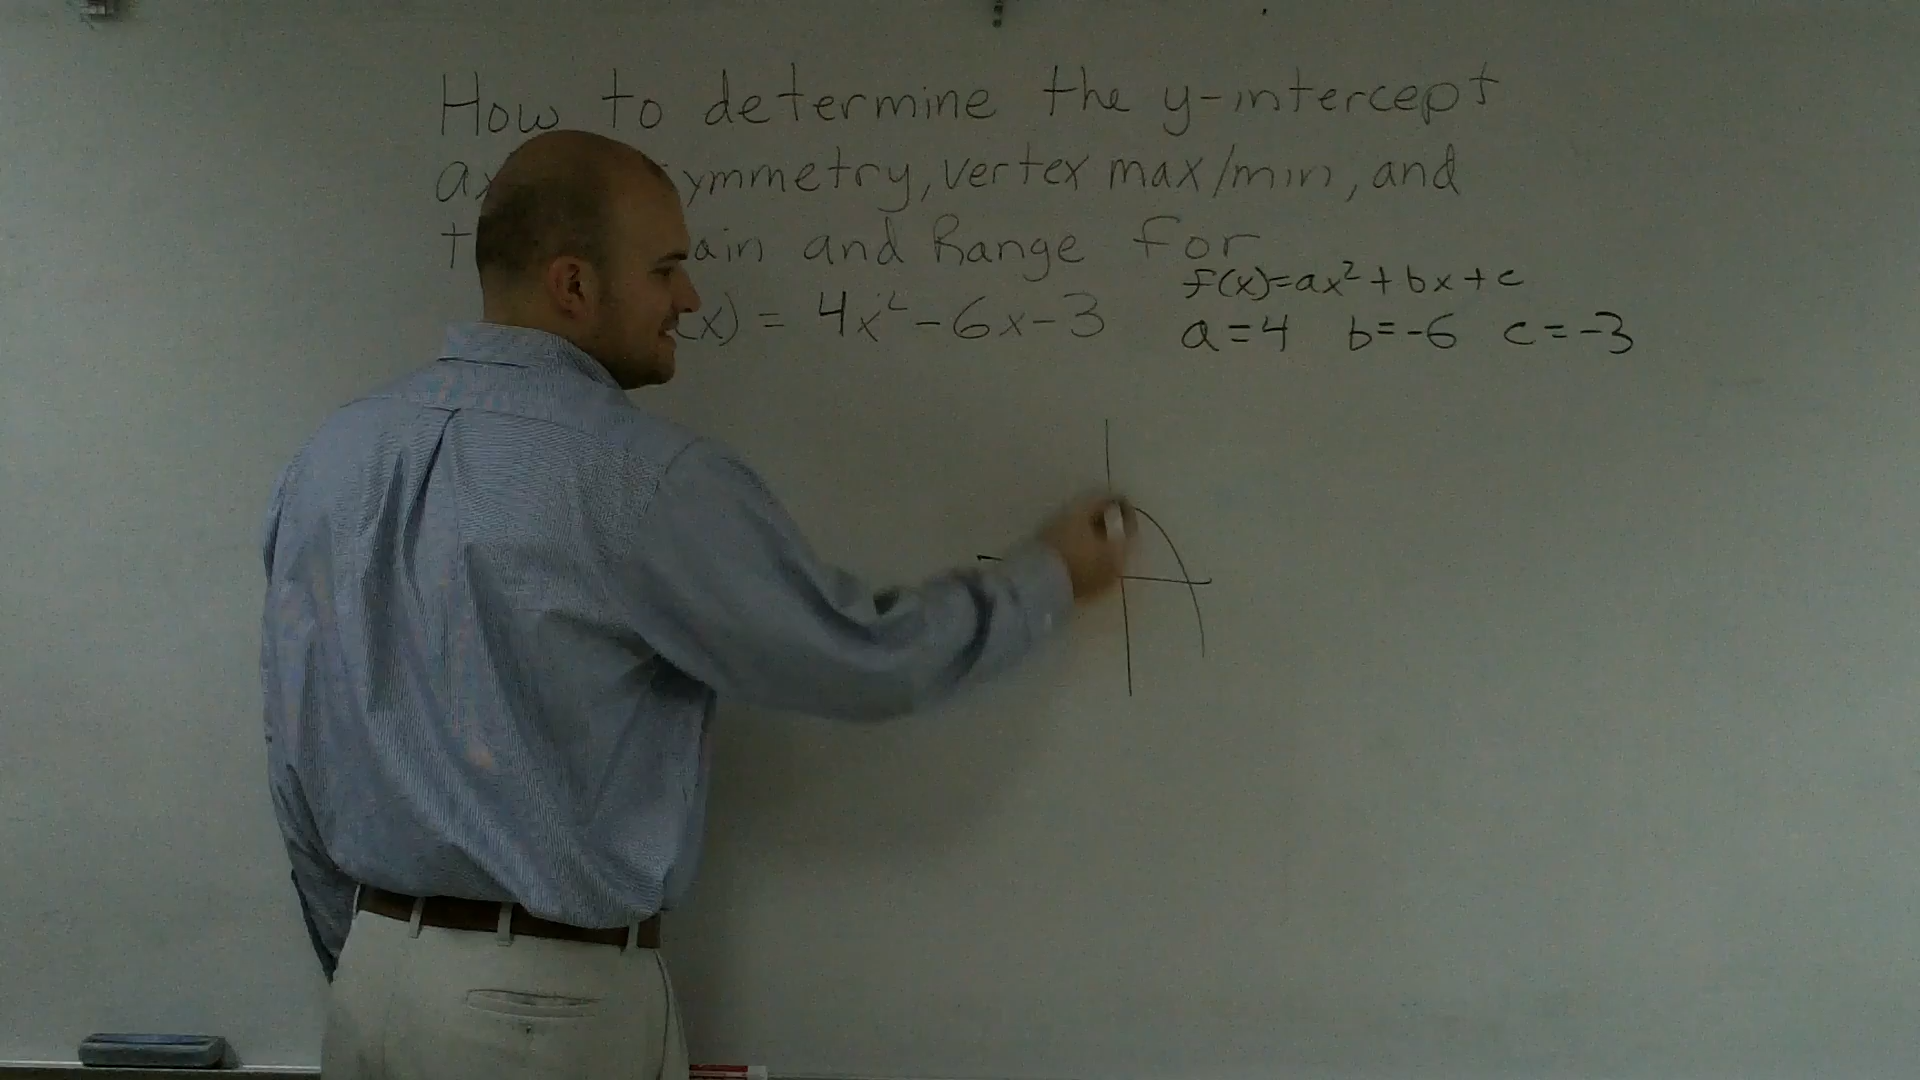 How to determine the y-intercept
ax ymmetry, vertex max/min, and
t ain and Range for
(x) = 4x² - 6x - 3
f(x)=ax²+bx+c
a=4 b=-6 c=-3